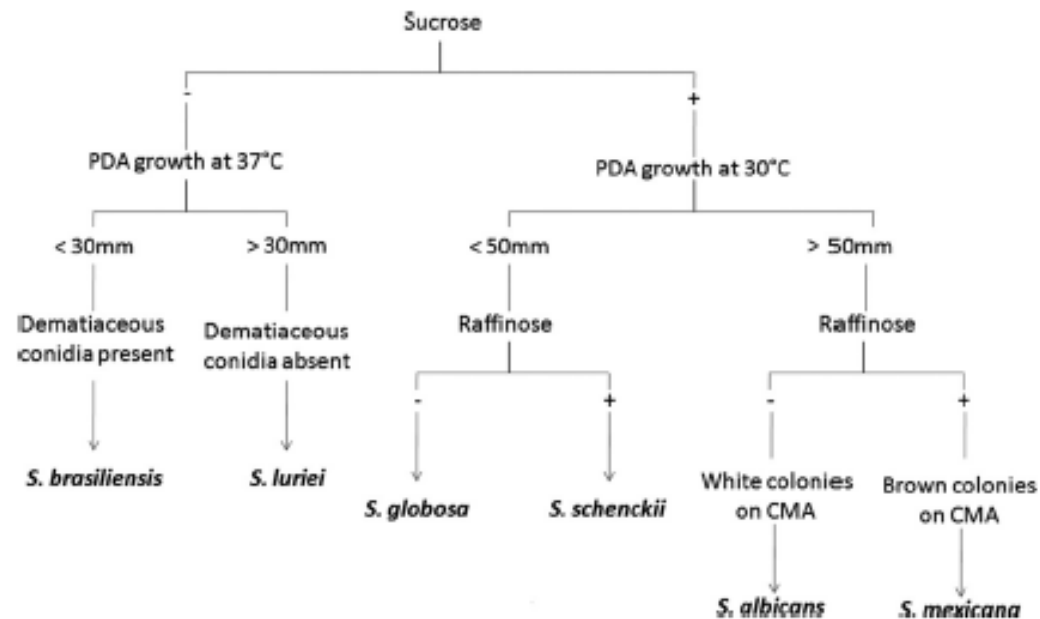 Sucrose
- +
PDA growth at 37°C
PDA growth at 30°C
< 30mm > 30mm < 50mm > 50mm
Dematiaceous
conidia present
Dematiaceous
conidia absent
Raffinose Raffinose
- + - +
S. brasiliensis S. luriei
White colonies
on CMA
Brown colonies
on CMA
S. globosa S. schenckii
S. albicans S. mexicana